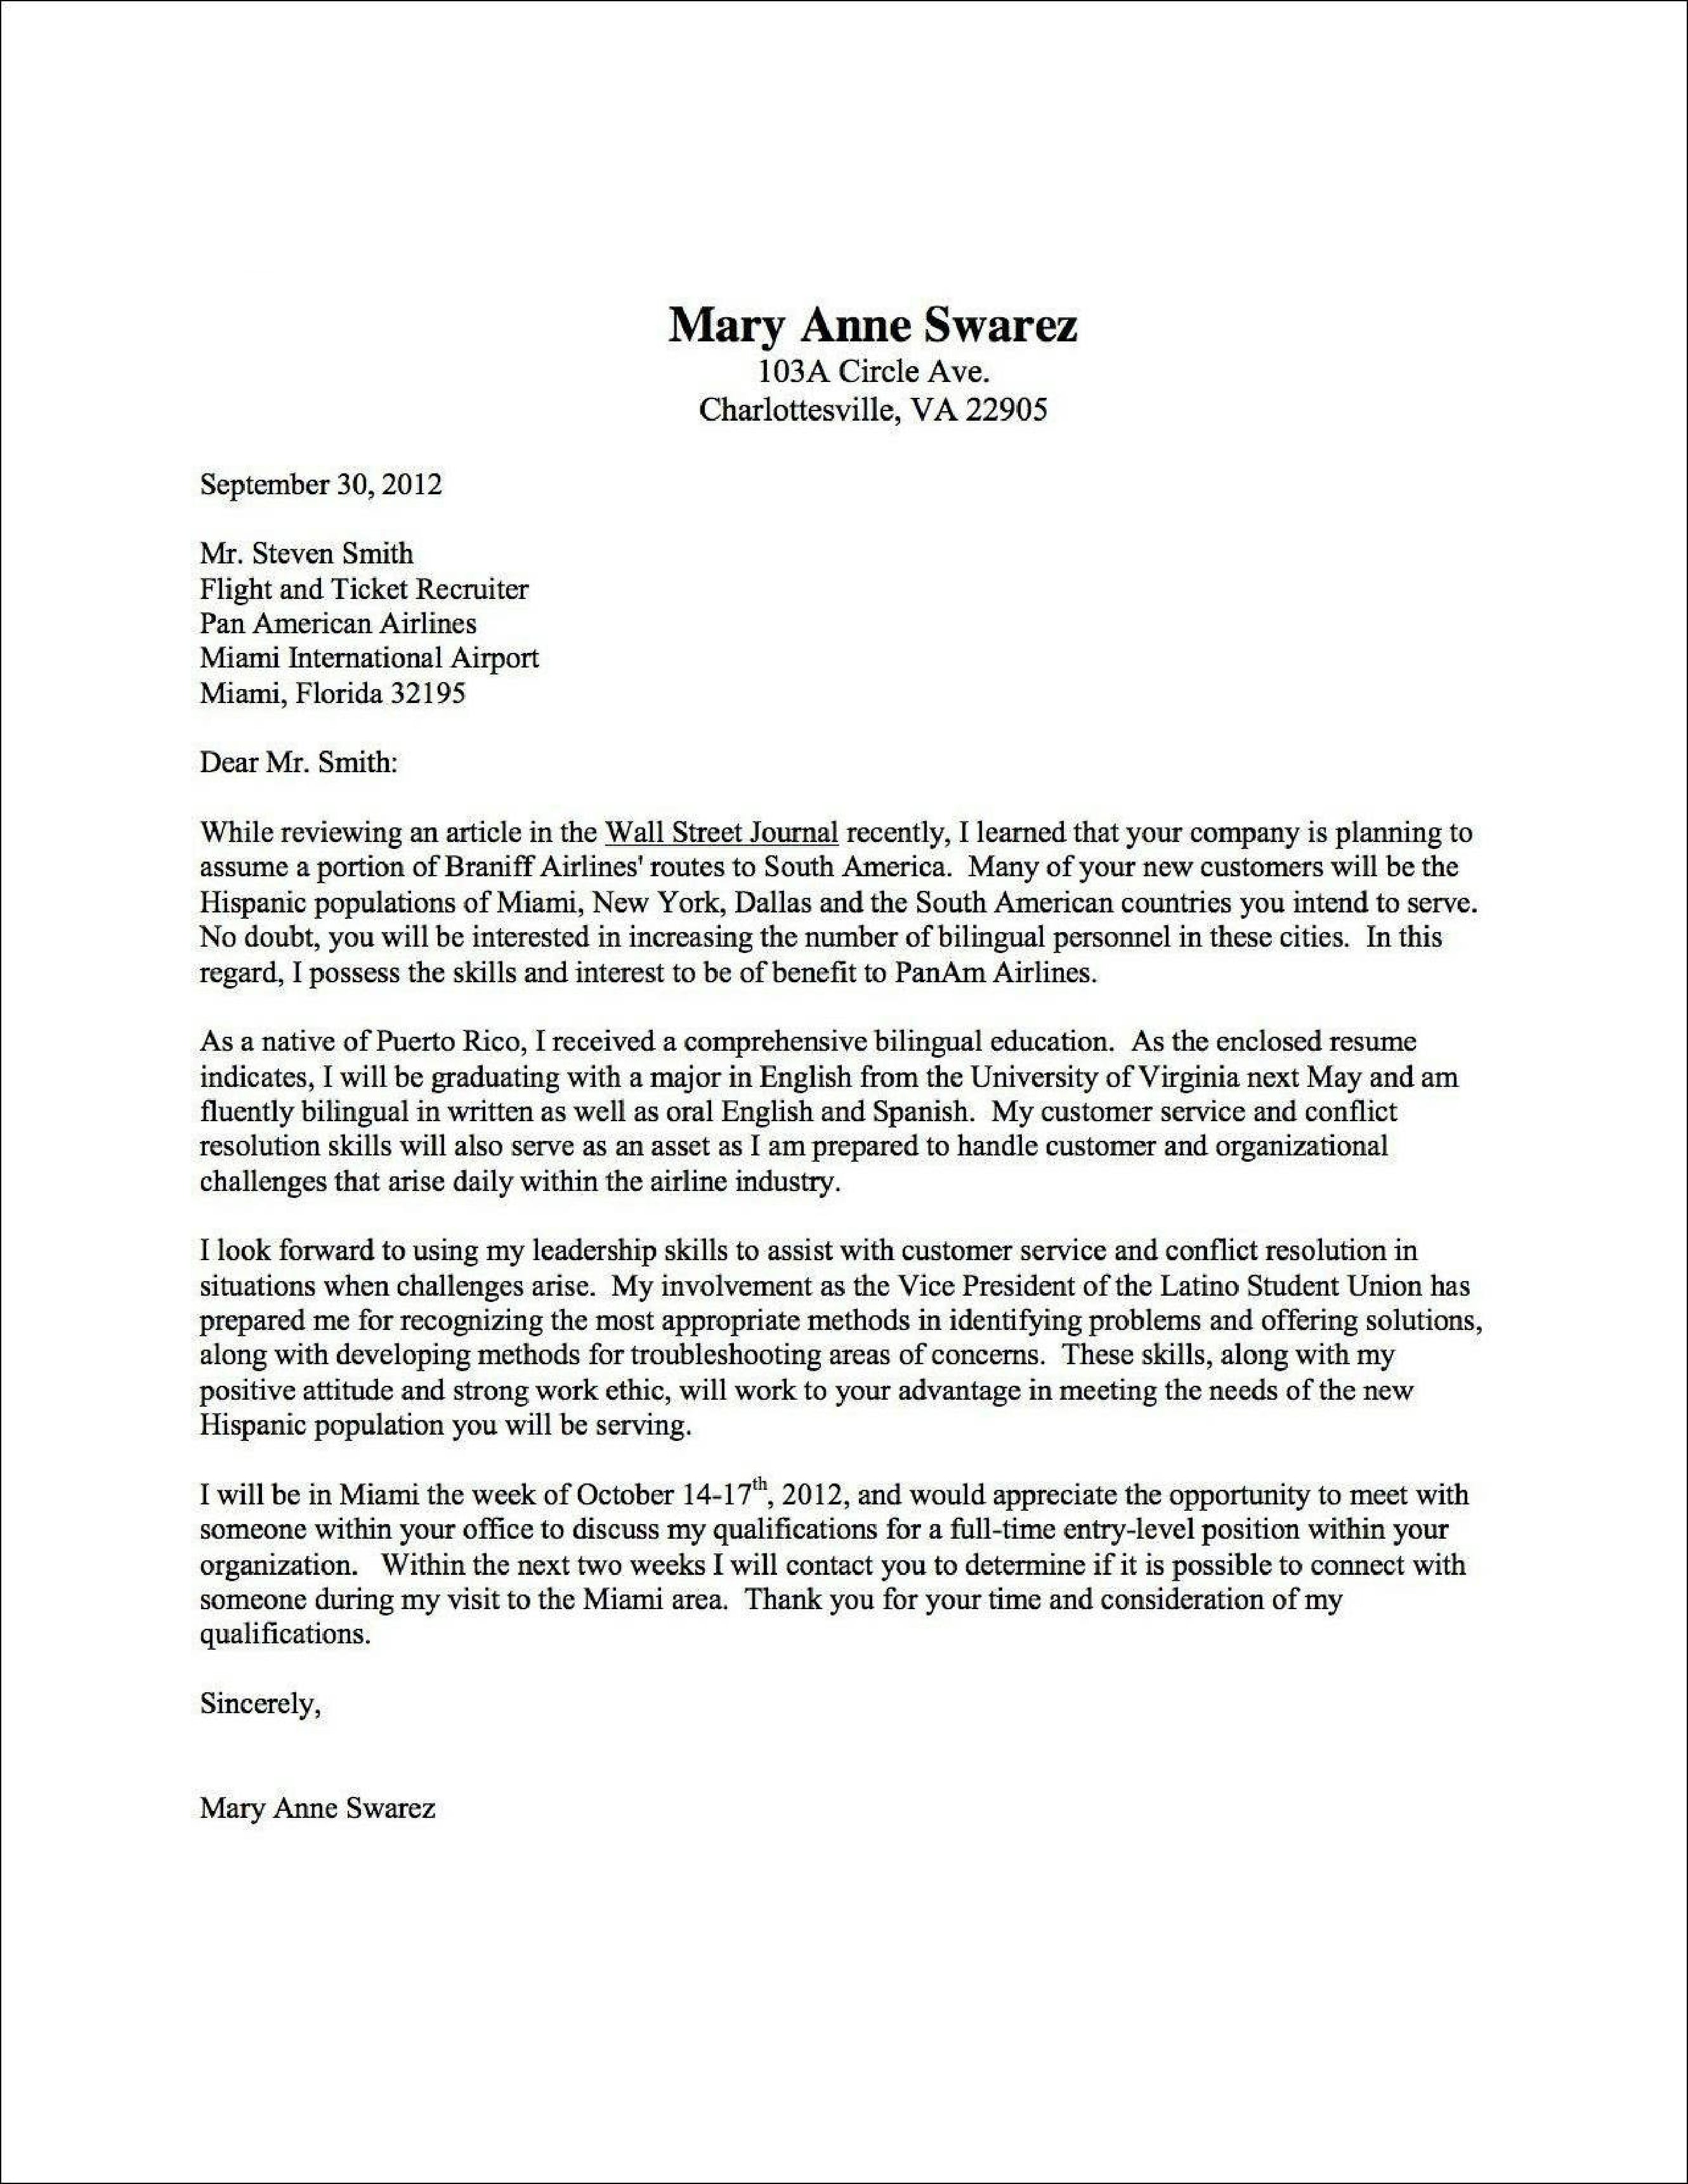 Mary Anne Swarez
103A Circle Ave.
Charlottesville, VA 22905
September 30, 2012
Mr. Steven Smith
Flight and Ticket Recruiter
Pan American Airlines
Miami International Airport
Miami, Florida 32195
Dear Mr. Smith:
While reviewing an article in the Wall Street Journal recently, I learned that your company is planning to
assume a portion of Braniff Airlines' routes to South America.  Many of your new customers will be the
Hispanic populations of Miami, New York, Dallas and the South American countries you intend to serve.
No doubt, you will be interested in increasing the number of bilingual personnel in these cities.  In this
regard, I possess the skills and interest to be of benefit to PanAm Airlines.
As a native of Puerto Rico, I received a comprehensive bilingual education.  As the enclosed resume
indicates, I will be graduating with a major in English from the University of Virginia next May and am
fluently bilingual in written as well as oral English and Spanish.  My customer service and conflict
resolution skills will also serve as an asset as I am prepared to handle customer and organizational
challenges that arise daily within the airline industry.
I look forward to using my leadership skills to assist with customer service and conflict resolution in
situations when challenges arise.  My involvement as the Vice President of the Latino Student Union has
prepared me for recognizing the most appropriate methods in identifying problems and offering solutions,
along with developing methods for troubleshooting areas of concerns.  These skills, along with my
positive attitude and strong work ethic, will work to your advantage in meeting the needs of the new
Hispanic population you will be serving.
I will be in Miami the week of October 14-17th, 2012, and would appreciate the opportunity to meet with
someone within your office to discuss my qualifications for a full-time entry-level position within your
organization.   Within the next two weeks I will contact you to determine if it is possible to connect with
someone during my visit to the Miami area.  Thank you for your time and consideration of my
qualifications.
Sincerely,
Mary Anne Swarez